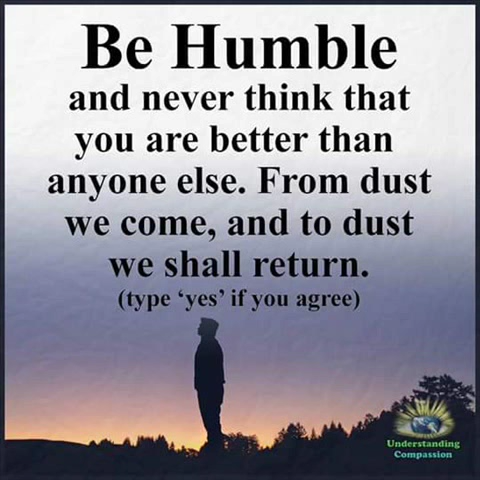 Be Humble
and never think that
you are better than
anyone else. From dust
we come, and to dust
we shall return.
(type ‘yes’ if you agree)
Understanding
Compassion